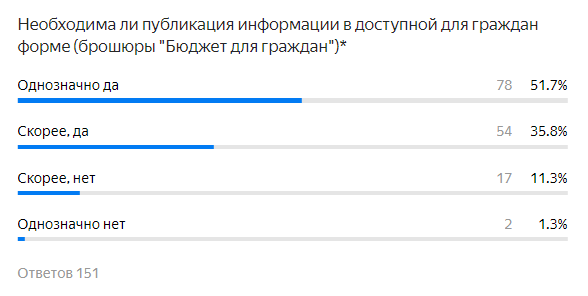 Необходима ли публикация информации в доступной для граждан
форме (брошюры "Бюджет для граждан")*
Однозначно да 78 51.7%
Скорее, да 54 35.8%
Скорее, нет 17 11.3%
Однозначно нет 2 1.3%
Ответов 151